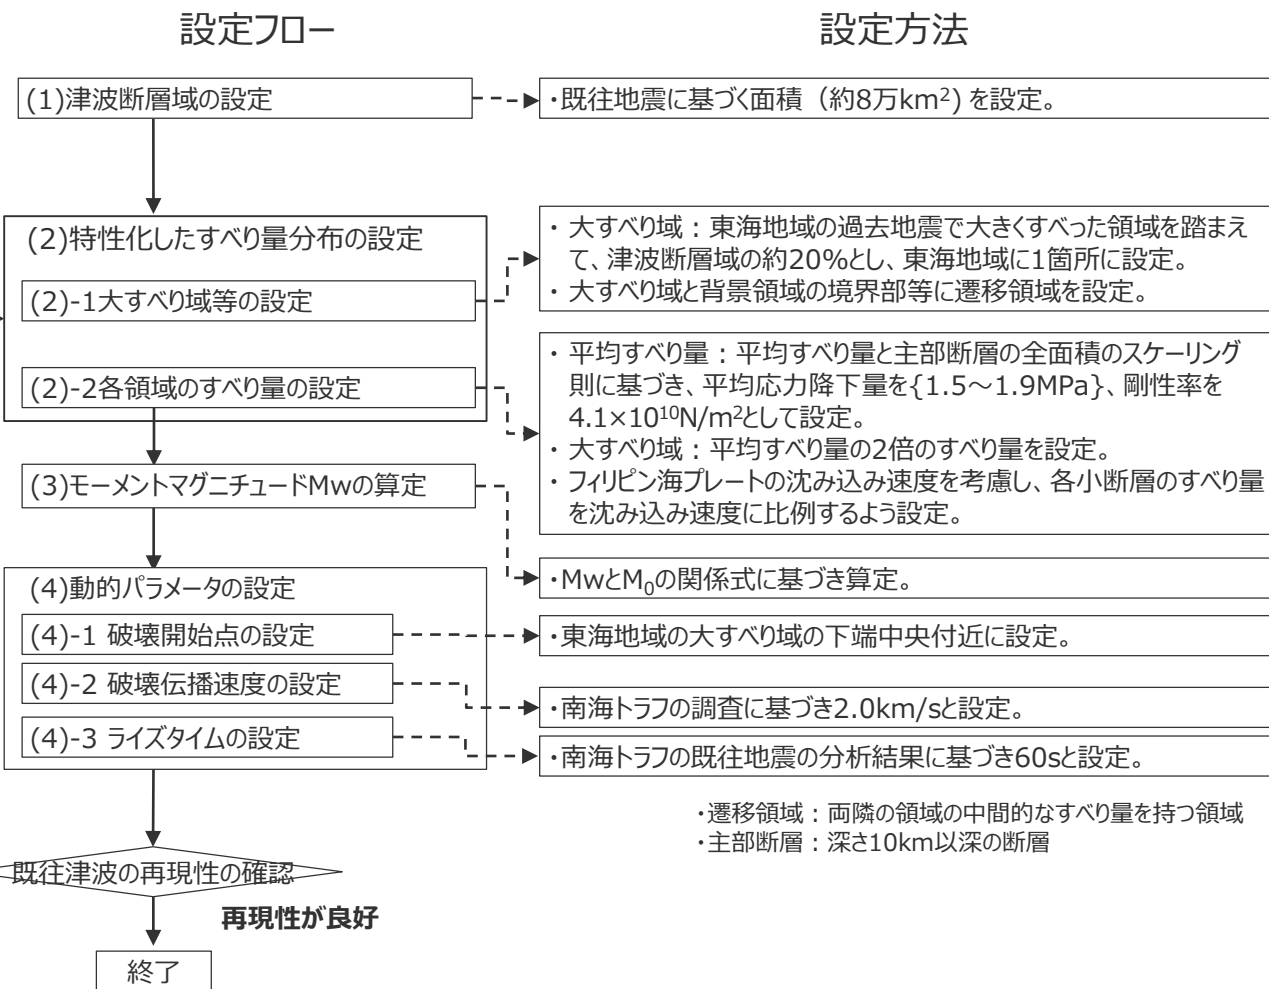 設定フロー
設定方法
(1)津波断層域の設定
・既往地震に基づく面積（約8万km²) を設定。
(2)特性化したすべり量分布の設定
(2)-1大すべり域等の設定
・ 大すべり域：東海地域の過去地震で大きくすべった領域を踏まえ
て、津波断層域の約20%とし、東海地域に1箇所に設定。
・ 大すべり域と背景領域の境界部等に遷移領域を設定。
(2)-2各領域のすべり量の設定
・ 平均すべり量：平均すべり量と主部断層の全面積のスケーリング
則に基づき、平均応力降下量を{1.5～1.9MPa}、剛性率を
4.1×10¹⁰N/m²として設定。
・ 大すべり域：平均すべり量の2倍のすべり量を設定。
・ フィリピン海プレートの沈み込み速度を考慮し、各小断層のすべり量
を沈み込み速度に比例するよう設定。
(3)モーメントマグニチュードMwの算定
・MwとM₀の関係式に基づき算定。
(4)動的パラメータの設定
(4)-1 破壊開始点の設定
・東海地域の大すべり域の下端中央付近に設定。
(4)-2 破壊伝播速度の設定
・南海トラフの調査に基づき2.0km/sと設定。
(4)-3 ライズタイムの設定
・南海トラフの既往地震の分析結果に基づき60sと設定。
・遷移領域：両隣の領域の中間的なすべり量を持つ領域
・主部断層：深さ10km以深の断層
既往津波の再現性の確認
再現性が良好
終了